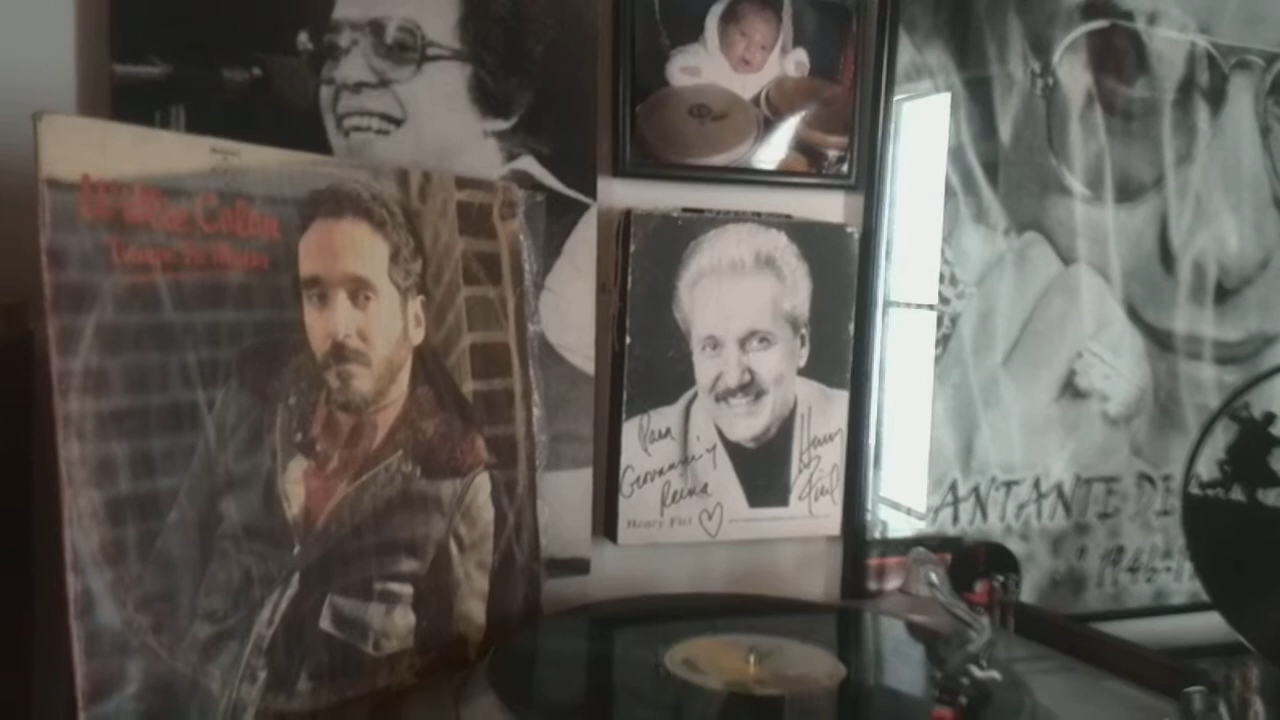 Willie Colón
Tiempo Pa' Matar
Para
Giovanni y
Reina
Henry
Fiol
Henry Fiol
ANTANTE DE